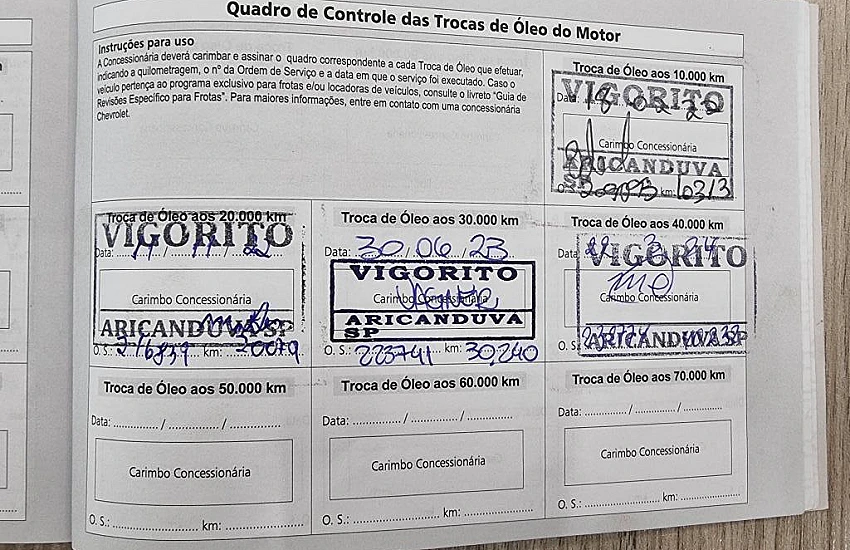 Quadro de Controle das Trocas de Óleo do Motor
Instruções para uso
A Concessionária deverá carimbar e assinar o quadro correspondente a cada Troca de Óleo que efetuar,
indicando a quilometragem, o nº da Ordem de Serviço e a data em que o serviço foi executado. Caso o
veículo pertença ao programa exclusivo para frotas e/ou locadoras de veículos, consulte o livreto "Guia de
Revisões Específico para Frotas". Para maiores informações, entre em contato com uma concessionária
Chevrolet.
Troca de Óleo aos 10.000 km
VIGORITO
Data:
Carimbo Concessionária
ARICANDUVA
SP
km:
Troca de Óleo aos 20.000 km
VIGORITO
Data:
Carimbo Concessionária
ARICANDUVA SP
O. S.: 216839 km: 20079
Troca de Óleo aos 30.000 km
Data: 30/06/23
VIGORITO
Carimbo Concessionária
VAGNER
ARICANDUVA
SP
O. S.: 223741 km: 30.240
Troca de Óleo aos 40.000 km
Data
VIGORITO
Carimbo Concessionária
O. S.
ARICANDUVA SP
Troca de Óleo aos 50.000 km
Data: ............/............/............
Carimbo Concessionária
O. S.: .................... km: ....................
Troca de Óleo aos 60.000 km
Data: ............/............/............
Carimbo Concessionária
O. S.: .................... km: ....................
Troca de Óleo aos 70.000 km
Data: ............/............/............
Carimbo Concessionária
O. S.: .................... km: ....................